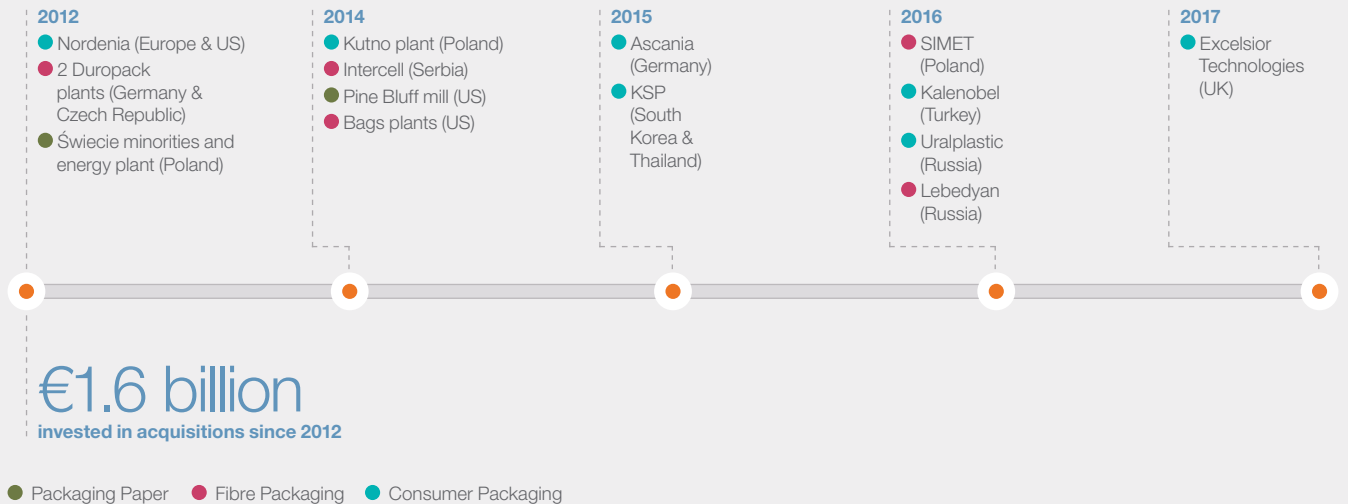 2012
Nordenia (Europe & US)
2 Duropack
plants (Germany &
Czech Republic)
Świecie minorities and
energy plant (Poland)
2014
Kutno plant (Poland)
Intercell (Serbia)
Pine Bluff mill (US)
Bags plants (US)
2015
Ascania
(Germany)
KSP
(South
Korea &
Thailand)
2016
SIMET
(Poland)
Kalenobel
(Turkey)
Uralplastic
(Russia)
Lebedyan
(Russia)
2017
Excelsior
Technologies
(UK)
€1.6 billion
invested in acquisitions since 2012
Packaging Paper Fibre Packaging Consumer Packaging